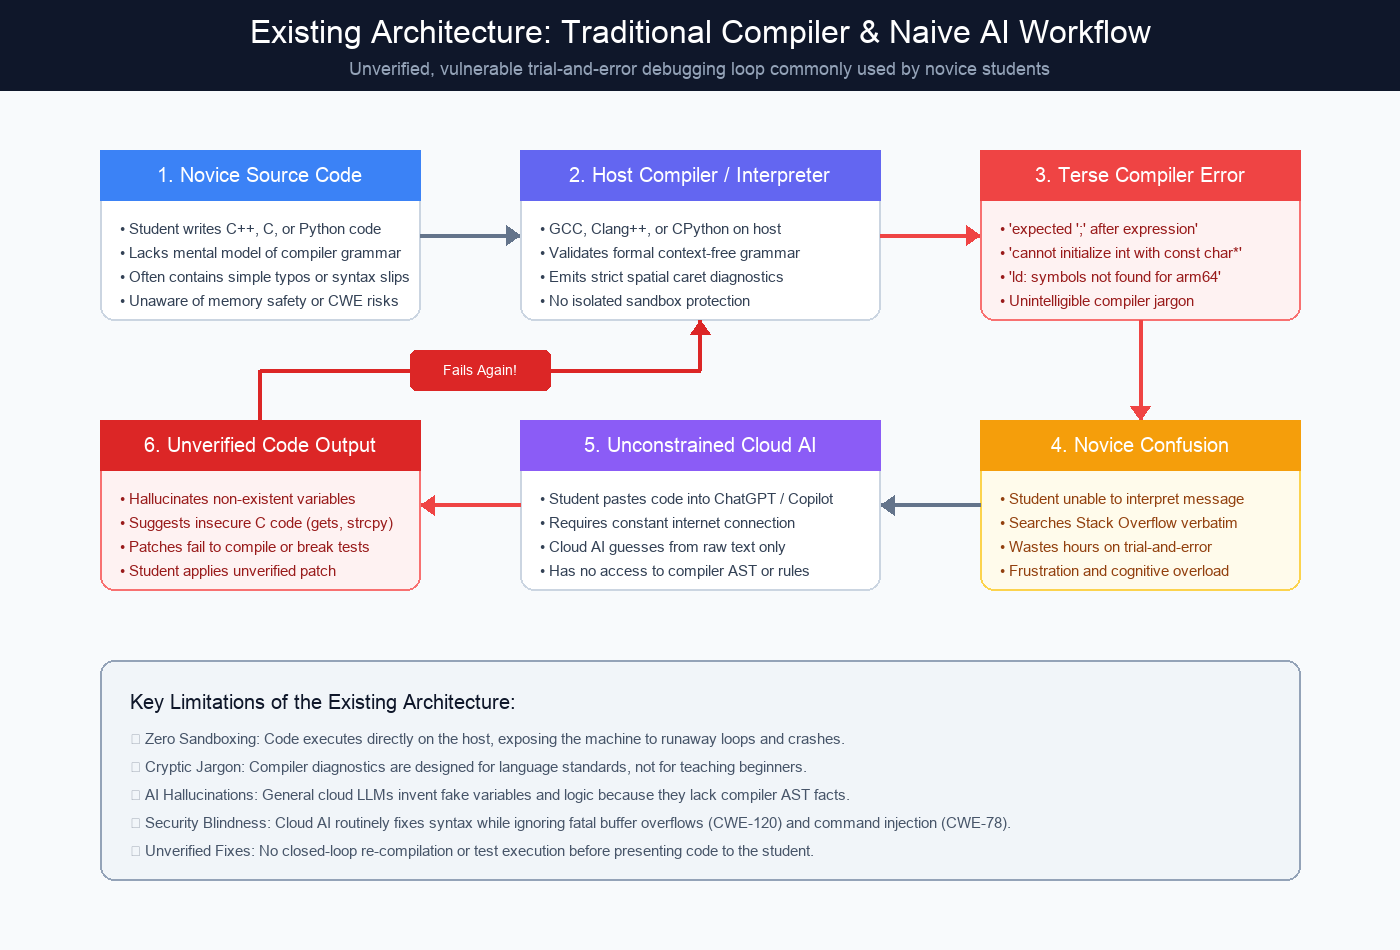 Existing Architecture: Traditional Compiler & Naive AI Workflow
Unverified, vulnerable trial-and-error debugging loop commonly used by novice students
1. Novice Source Code
• Student writes C++, C, or Python code
• Lacks mental model of compiler grammar
• Often contains simple typos or syntax slips
• Unaware of memory safety or CWE risks
2. Host Compiler / Interpreter
• GCC, Clang++, or CPython on host
• Validates formal context-free grammar
• Emits strict spatial caret diagnostics
• No isolated sandbox protection
3. Terse Compiler Error
• 'expected ';' after expression'
• 'cannot initialize int with const char*'
• 'ld: symbols not found for arm64'
• Unintelligible compiler jargon
Fails Again!
6. Unverified Code Output
• Hallucinates non-existent variables
• Suggests insecure C code (gets, strcpy)
• Patches fail to compile or break tests
• Student applies unverified patch
5. Unconstrained Cloud AI
• Student pastes code into ChatGPT / Copilot
• Requires constant internet connection
• Cloud AI guesses from raw text only
• Has no access to compiler AST or rules
4. Novice Confusion
• Student unable to interpret message
• Searches Stack Overflow verbatim
• Wastes hours on trial-and-error
• Frustration and cognitive overload
Key Limitations of the Existing Architecture:
▯ Zero Sandboxing: Code executes directly on the host, exposing the machine to runaway loops and crashes.
▯ Cryptic Jargon: Compiler diagnostics are designed for language standards, not for teaching beginners.
▯ AI Hallucinations: General cloud LLMs invent fake variables and logic because they lack compiler AST facts.
▯ Security Blindness: Cloud AI routinely fixes syntax while ignoring fatal buffer overflows (CWE-120) and command injection (CWE-78).
▯ Unverified Fixes: No closed-loop re-compilation or test execution before presenting code to the student.